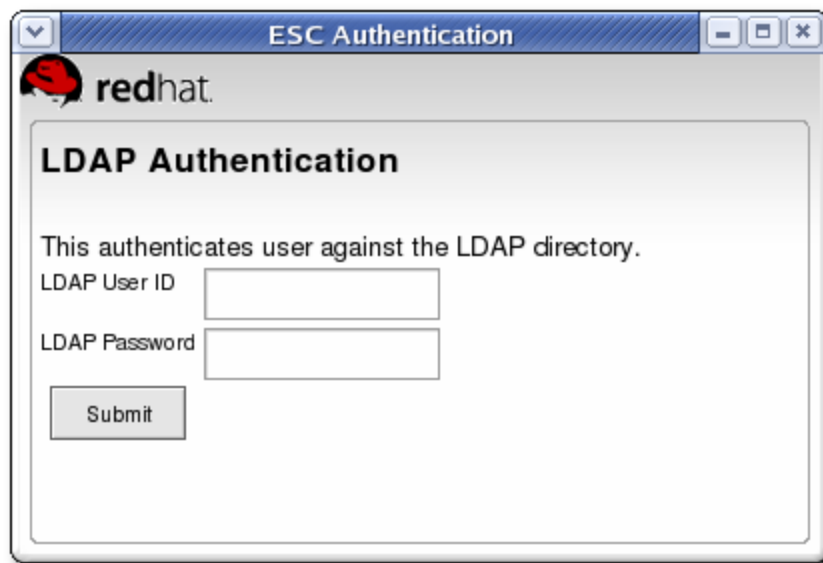 ESC Authentication
redhat.
LDAP Authentication
This authenticates user against the LDAP directory.
LDAP User ID
LDAP Password
Submit